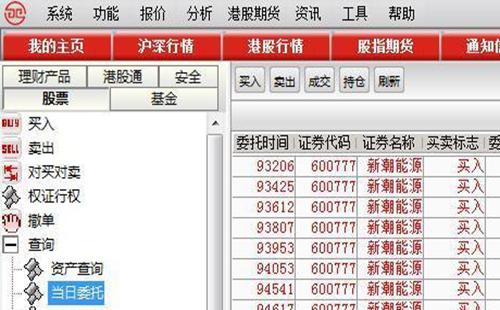 系统 功能 报价 分析 港股期货 资讯 工具 帮助
我的主页 沪深行情 港股行情 股指期货 通知
理财产品 港股通 安全
股票 基金
买入 卖出 成交 持仓 刷新
BUY 买入
SELL 卖出
对买对卖
权证行权
撤单
查询
资产查询
当日委托
委托时间 证券代码 证券名称 买卖标志 委
93206 600777 新潮能源 买入
93425 600777 新潮能源 买入
93612 600777 新潮能源 买入
93807 600777 新潮能源 买入
93953 600777 新潮能源 买入
94053 600777 新潮能源 买入
94541 600777 新潮能源 买入
94617 600777 新潮能源 买入